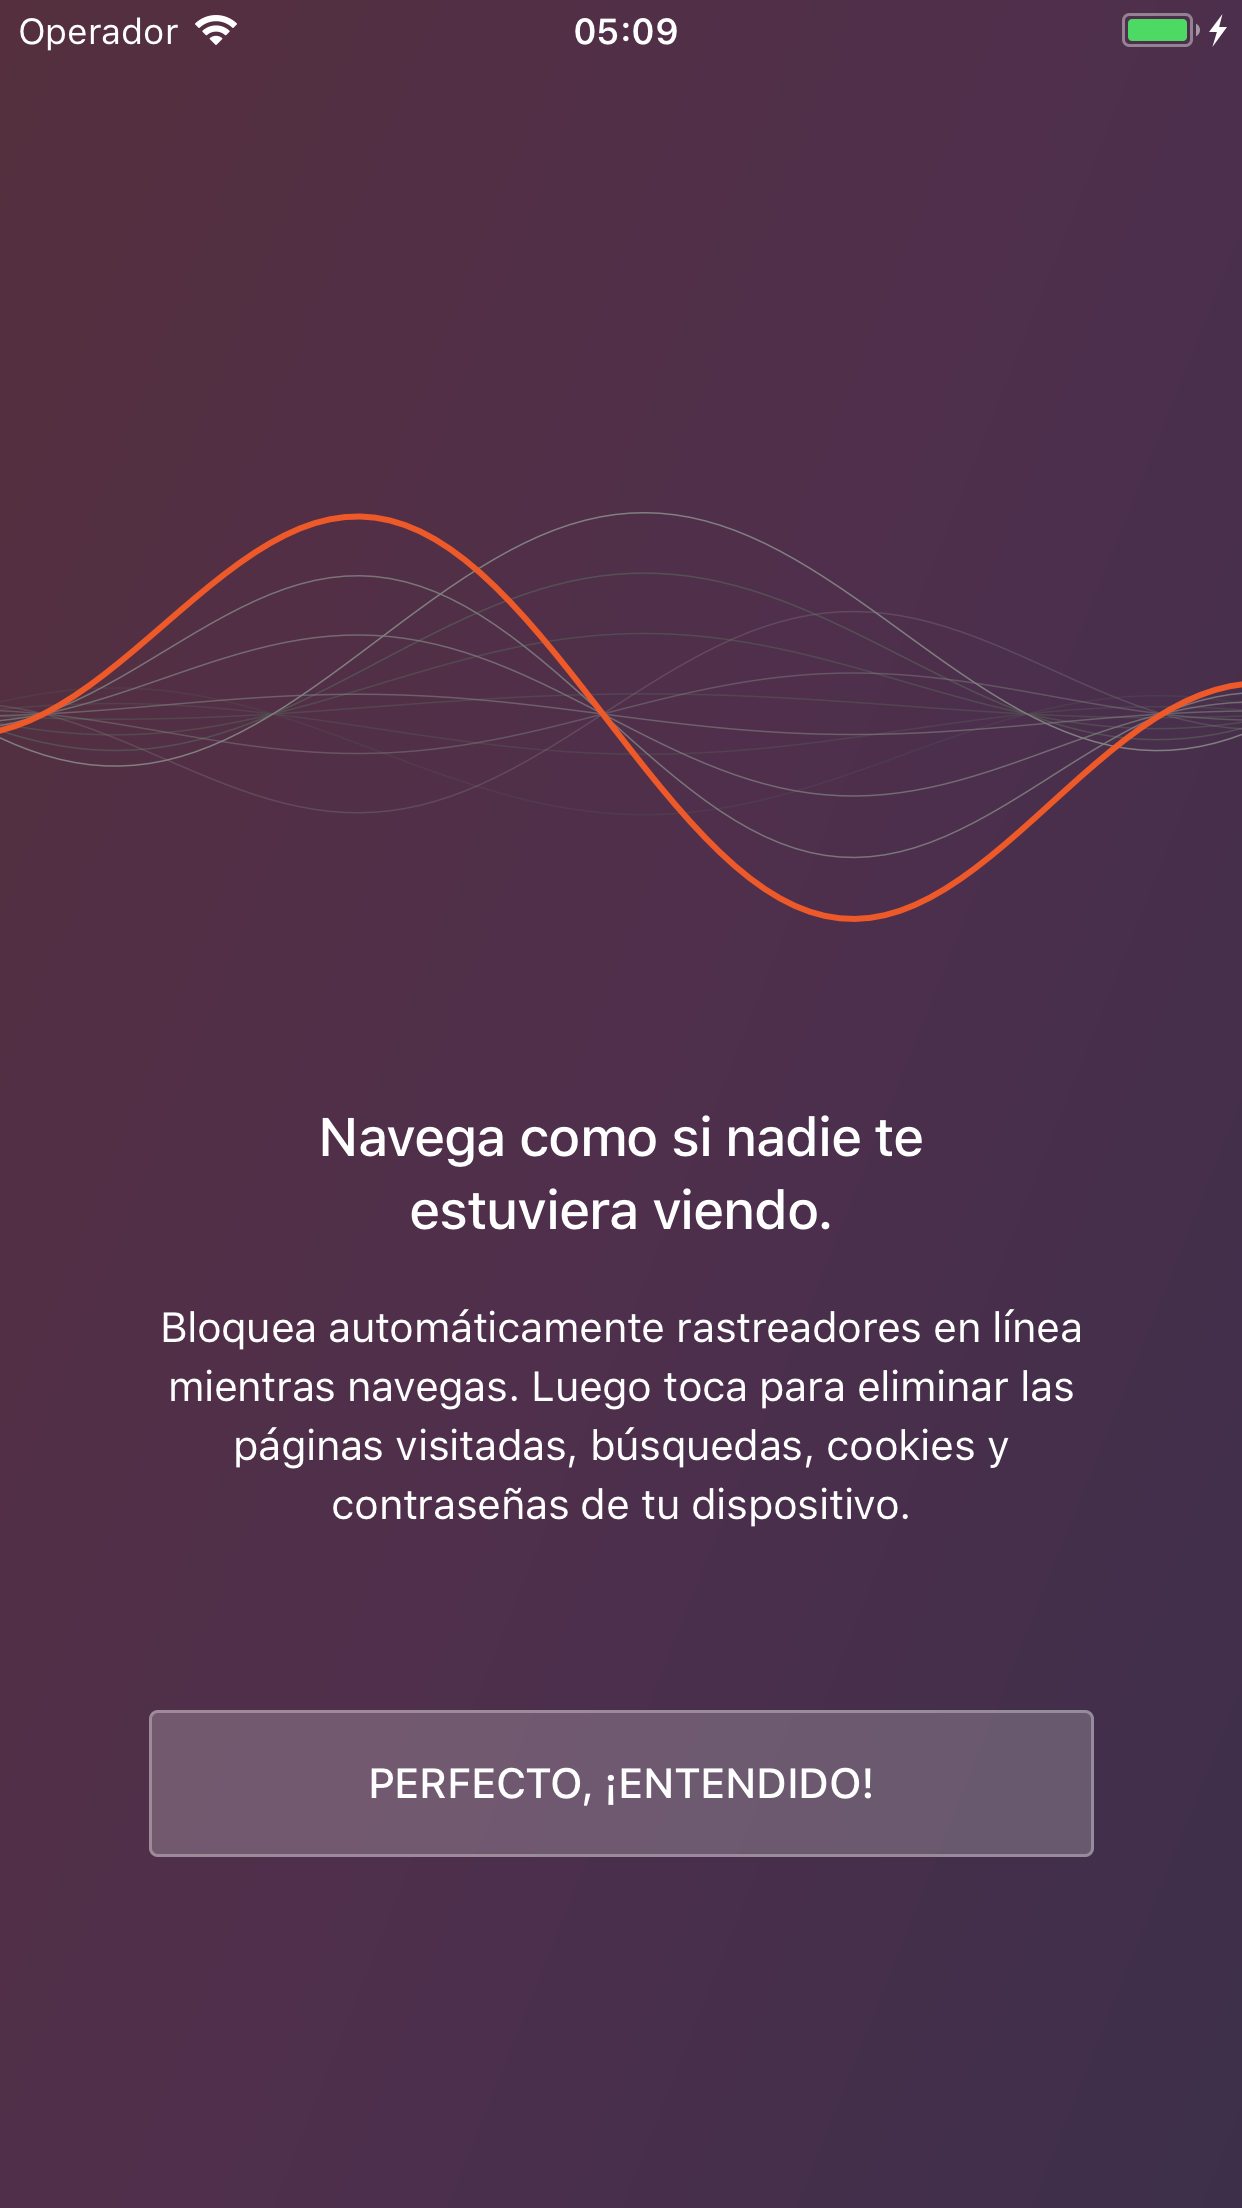 Operador
05:09
Navega como si nadie te
estuviera viendo.
Bloquea automáticamente rastreadores en línea
mientras navegas. Luego toca para eliminar las
páginas visitadas, búsquedas, cookies y
contraseñas de tu dispositivo.
PERFECTO, ¡ENTENDIDO!